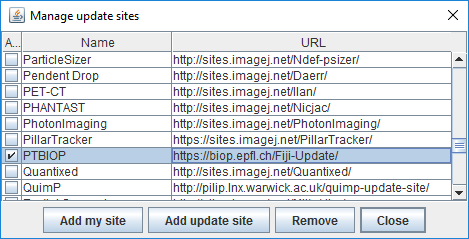 Manage update sites
A... Name URL
ParticleSizer http://sites.imagej.net/Ndef-psizer/
Pendent Drop http://sites.imagej.net/Daerr/
PET-CT http://sites.imagej.net/Ilan/
PHANTAST http://sites.imagej.net/Nicjac/
PhotonImaging http://sites.imagej.net/PhotonImaging/
PillarTracker https://sites.imagej.net/PillarTracker/
PTBIOP https://biop.epfl.ch/Fiji-Update/
Quantixed http://sites.imagej.net/Quantixed/
QuimP http://pilip.lnx.warwick.ac.uk/quimp-update-site/
Add my site Add update site Remove Close